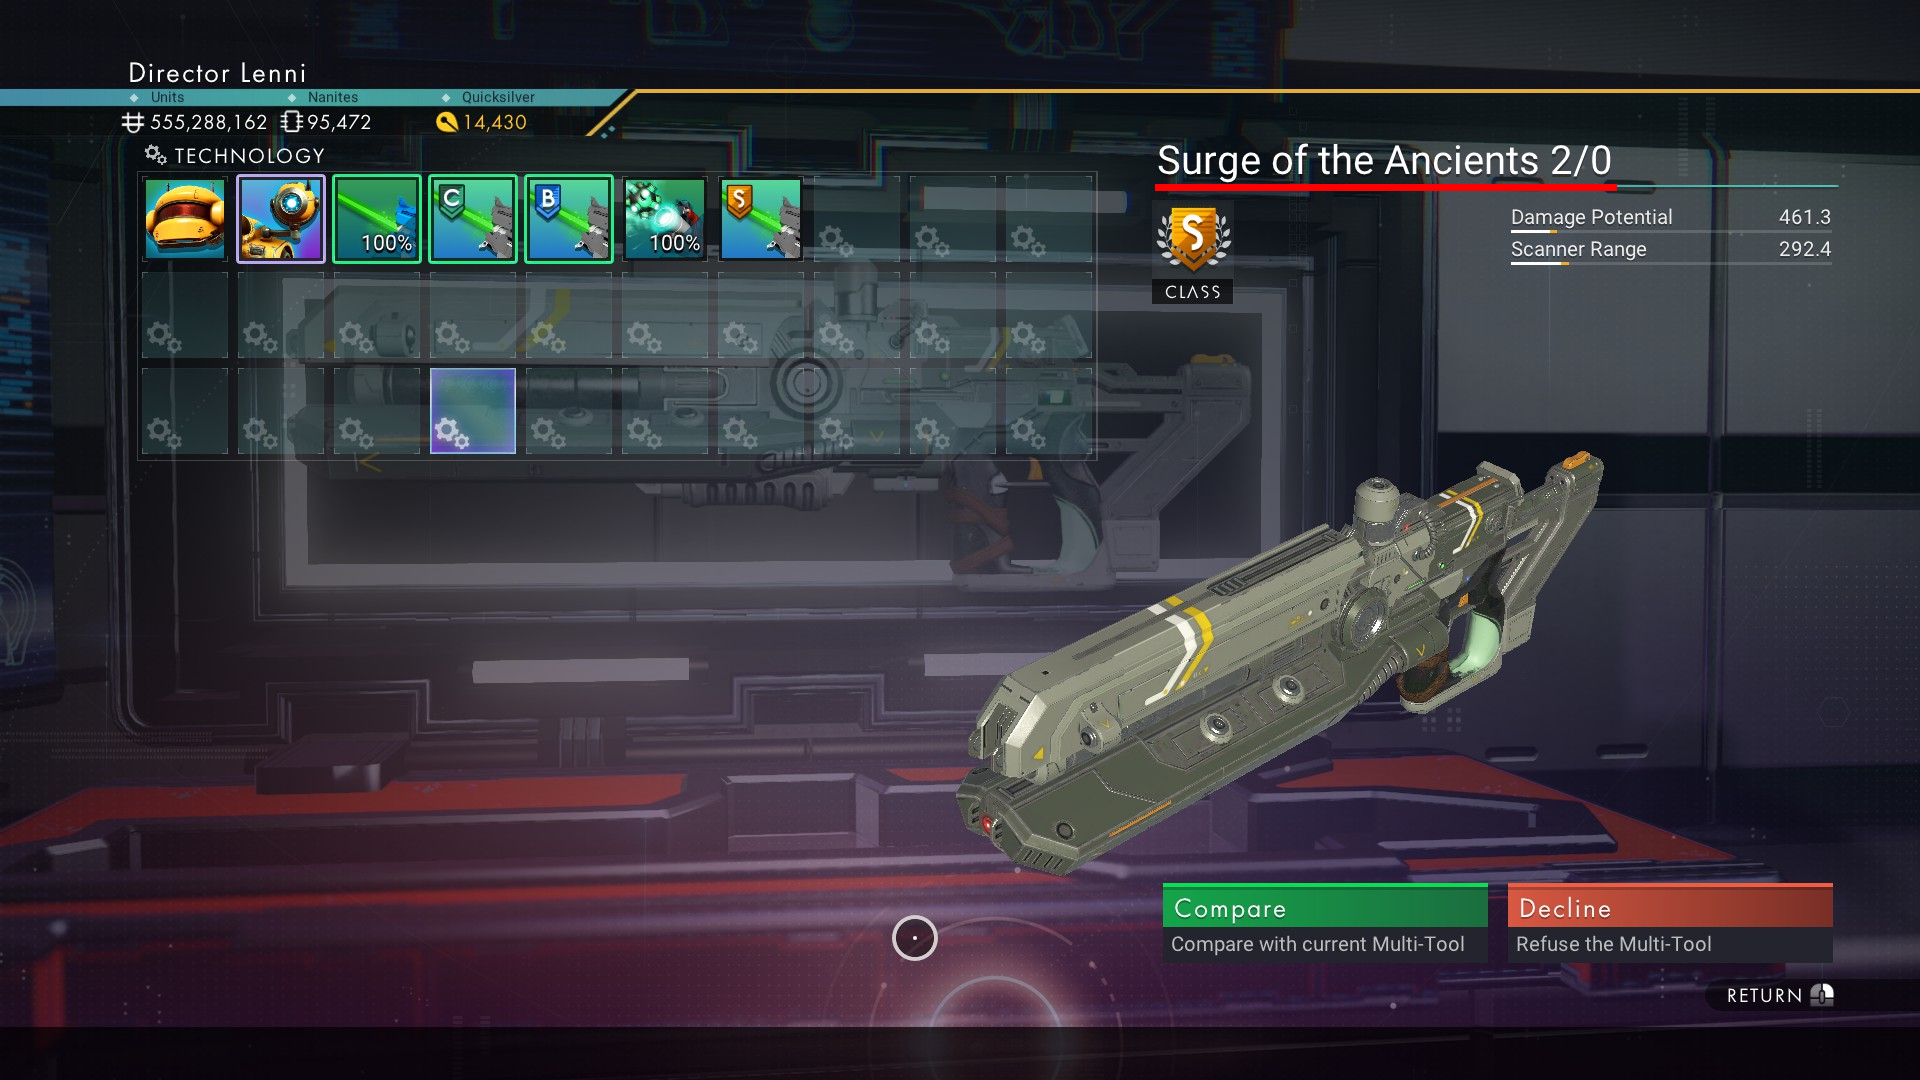 Director Lenni
Units Nanites Quicksilver
555,288,162 95,472 14,430
TECHNOLOGY
C B S
100% 100%
Surge of the Ancients 2/0
S
CLASS
Damage Potential 461.3
Scanner Range 292.4
Compare
Compare with current Multi-Tool
Decline
Refuse the Multi-Tool
RETURN